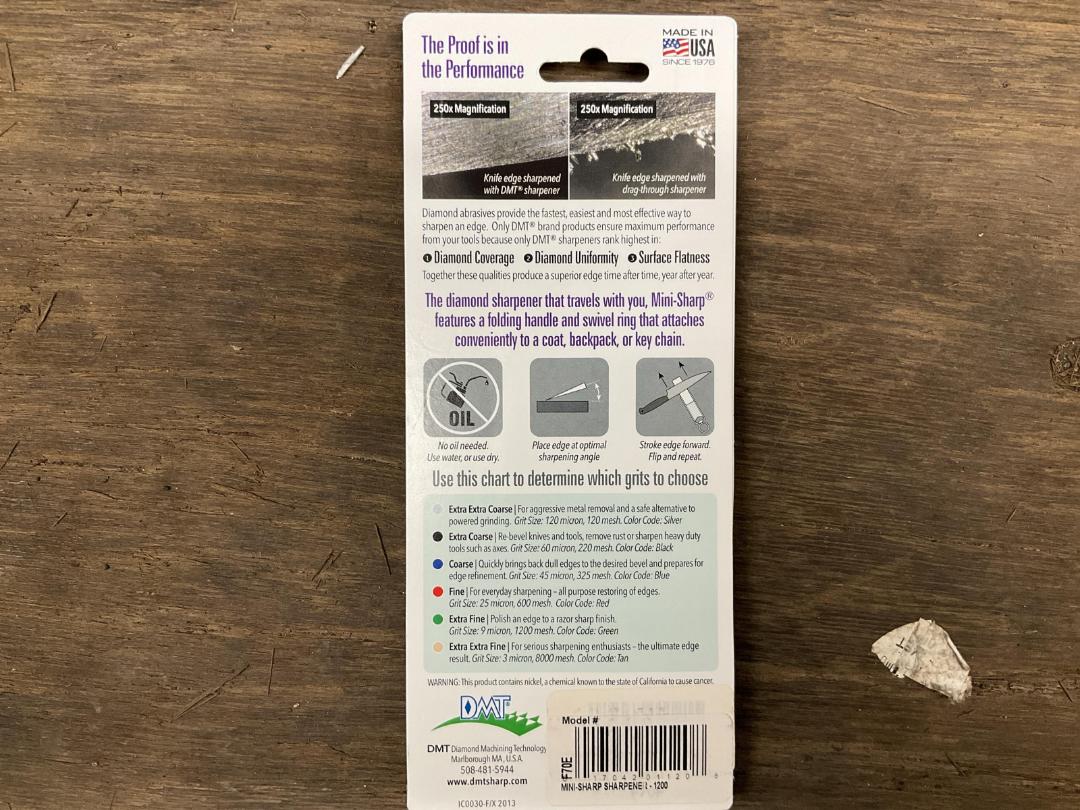 The Proof is in
the Performance
MADE IN
USA
SINCE 1976
250x Magnification
Knife edge sharpened
with DMT® sharpener
250x Magnification
Knife edge sharpened with
drag-through sharpener
Diamond abrasives provide the fastest, easiest and most effective way to
sharpen an edge. Only DMT® brand products ensure maximum performance
from your tools because only DMT® sharpeners rank highest in:
❶ Diamond Coverage ❷ Diamond Uniformity ❸ Surface Flatness
Together these qualities produce a superior edge time after time, year after year.
The diamond sharpener that travels with you, Mini-Sharp®
features a folding handle and swivel ring that attaches
conveniently to a coat, backpack, or key chain.
OIL
No oil needed.
Use water, or use dry.
Place edge at optimal
sharpening angle
Stroke edge forward.
Flip and repeat.
Use this chart to determine which grits to choose
Extra Extra Coarse | For aggressive metal removal and a safe alternative to
powered grinding. Grit Size: 120 micron, 120 mesh. Color Code: Silver
Extra Coarse | Re-bevel knives and tools, remove rust or sharpen heavy duty
tools such as axes. Grit Size: 60 micron, 220 mesh. Color Code: Black
Coarse | Quickly brings back dull edges to the desired bevel and prepares for
edge refinement. Grit Size: 45 micron, 325 mesh. Color Code: Blue
Fine | For everyday sharpening – all purpose restoring of edges.
Grit Size: 25 micron, 600 mesh. Color Code: Red
Extra Fine | Polish an edge to a razor sharp finish.
Grit Size: 9 micron, 1200 mesh. Color Code: Green
Extra Extra Fine | For serious sharpening enthusiasts – the ultimate edge
result. Grit Size: 3 micron, 8000 mesh. Color Code: Tan
WARNING: This product contains nickel, a chemical known to the state of California to cause cancer.
DMT®
DMT Diamond Machining Technology
Marlborough MA, U.S.A.
508-481-5944
www.dmtsharp.com
IC0030-F/X 2013
Model #
F70E
17042 01120 8
MINI-SHARP SHARPENER - 1200